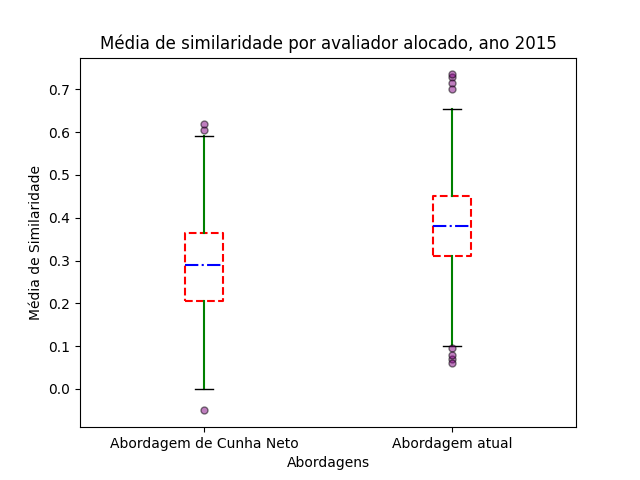 Média de similaridade por avaliador alocado, ano 2015
Média de Similaridade
0.7
0.6
0.5
0.4
0.3
0.2
0.1
0.0
Abordagem de Cunha Neto
Abordagem atual
Abordagens